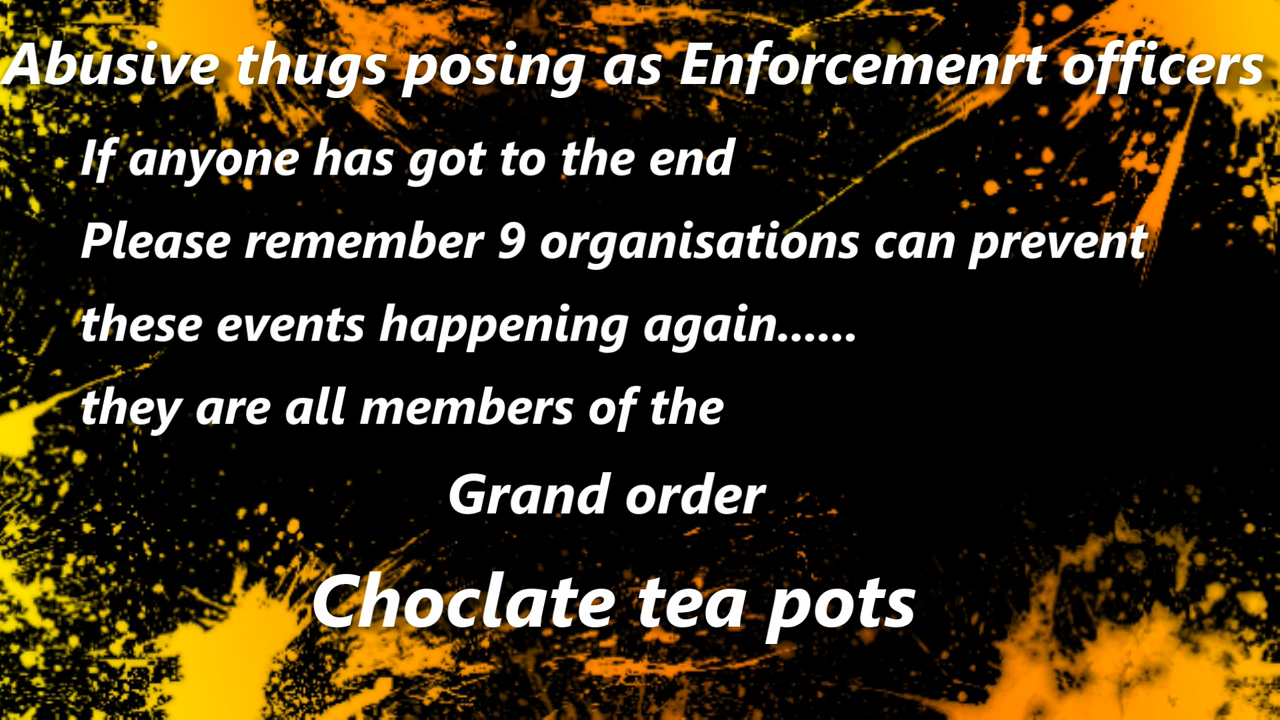 Abusive thugs posing as Enforcemenrt officers
If anyone has got to the end
Please remember 9 organisations can prevent
these events happening again......
they are all members of the
Grand order
Choclate tea pots